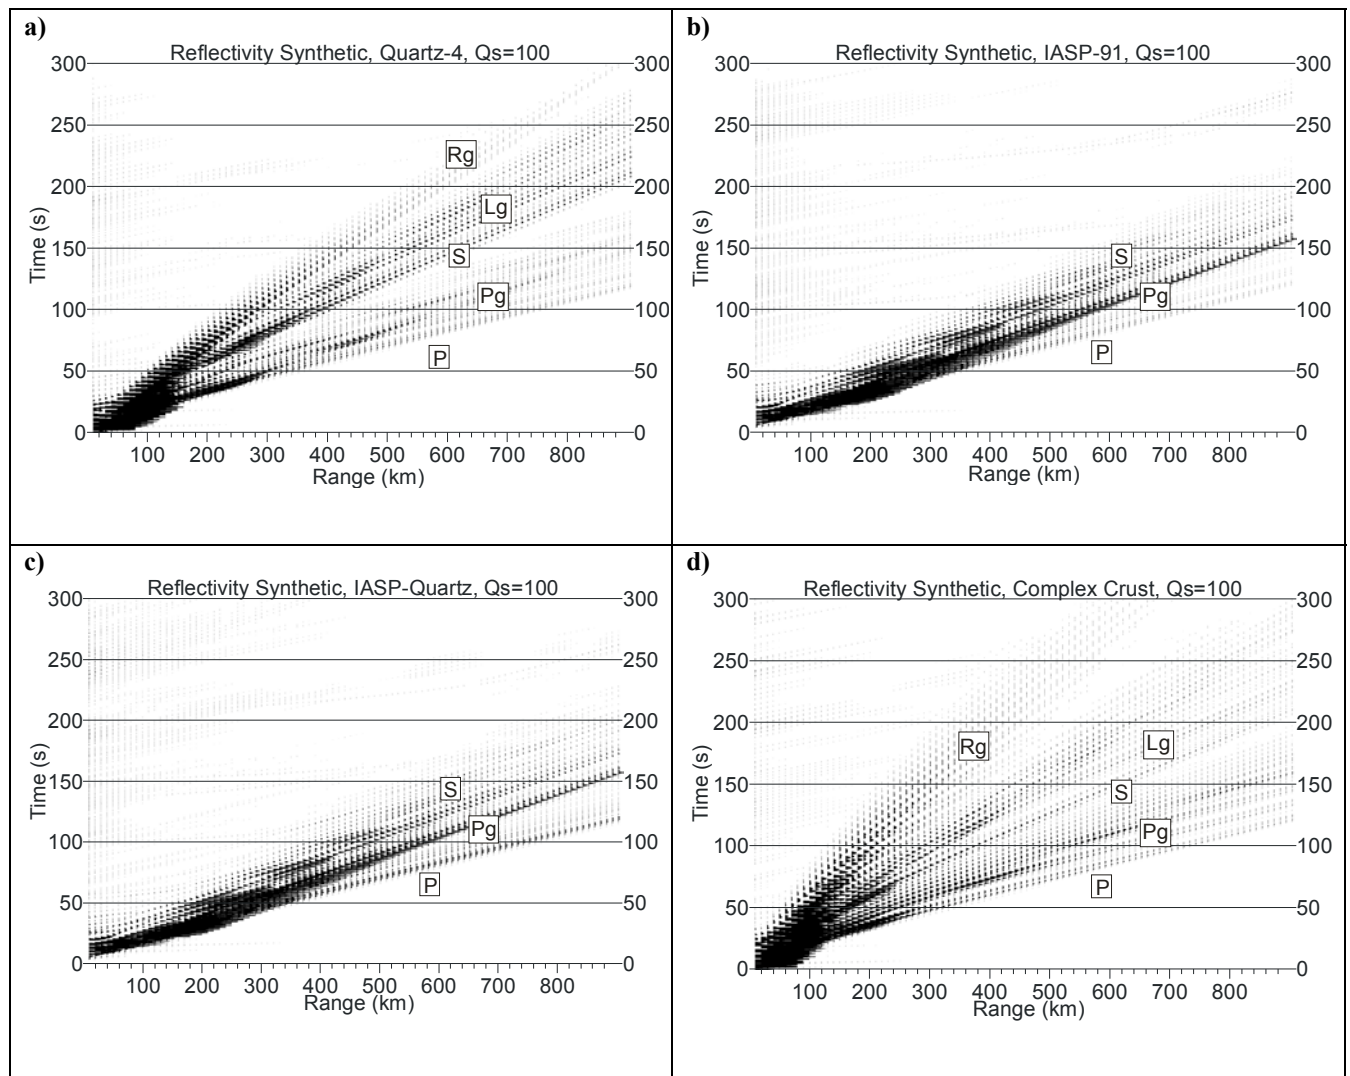 a)
Reflectivity Synthetic, Quartz-4, Qs=100
300 300
250 250
Rg
200 200
Lg
150 150
S
Pg
100 100
P
50 50
0 0
100 200 300 400 500 600 700 800
Range (km)
Time (s)
b)
Reflectivity Synthetic, IASP-91, Qs=100
300 300
250 250
200 200
150 150
S
Pg
100 100
P
50 50
0 0
100 200 300 400 500 600 700 800
Range (km)
Time (s)
c)
Reflectivity Synthetic, IASP-Quartz, Qs=100
300 300
250 250
200 200
150 150
S
Pg
100 100
P
50 50
0 0
100 200 300 400 500 600 700 800
Range (km)
Time (s)
d)
Reflectivity Synthetic, Complex Crust, Qs=100
300 300
250 250
200 200
Rg
Lg
150 150
S
Pg
100 100
P
50 50
0 0
100 200 300 400 500 600 700 800
Range (km)
Time (s)